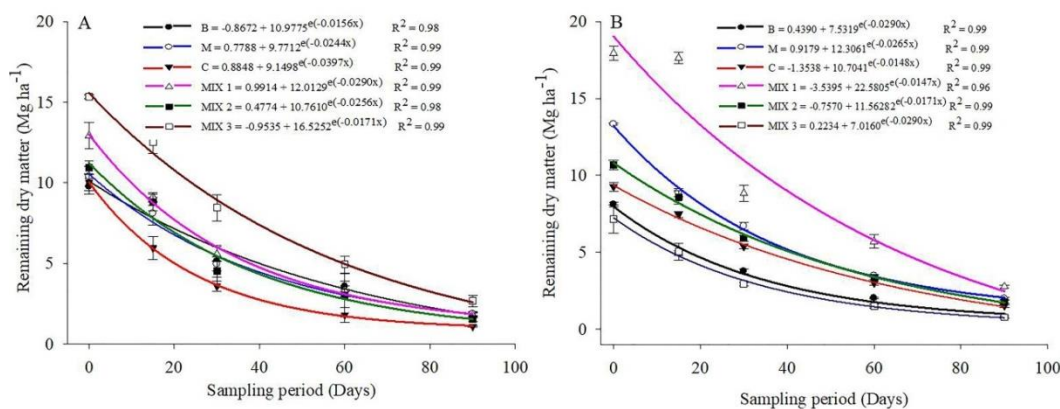 A
B = -0.8672 + 10.9775e(-0.0156x) R2 = 0.98
M = 0.7788 + 9.7712e(-0.0244x) R2 = 0.99
C = 0.8848 + 9.1498e(-0.0397x) R2 = 0.99
MIX 1 = 0.9914 + 12.0129e(-0.0290x) R2 = 0.99
MIX 2 = 0.4774 + 10.7610e(-0.0256x) R2 = 0.98
MIX 3 = -0.9535 + 16.5252e(-0.0171x) R2 = 0.99
Remaining dry matter (Mg ha-1)
20
15
10
5
0
0 20 40 60 80 100
Sampling period (Days)
B
B = 0.4390 + 7.5319e(-0.0290x) R2 = 0.99
M = 0.9179 + 12.3061e(-0.0265x) R2 = 0.99
C = -1.3538 + 10.7041e(-0.0148x) R2 = 0.99
MIX 1 = -3.5395 + 22.5805e(-0.0147x) R2 = 0.96
MIX 2 = -0.7570 + 11.56282e(-0.0171x) R2 = 0.99
MIX 3 = 0.2234 + 7.0160e(-0.0290x) R2 = 0.99
Remaining dry matter (Mg ha-1)
20
15
10
5
0
0 20 40 60 80 100
Sampling period (Days)